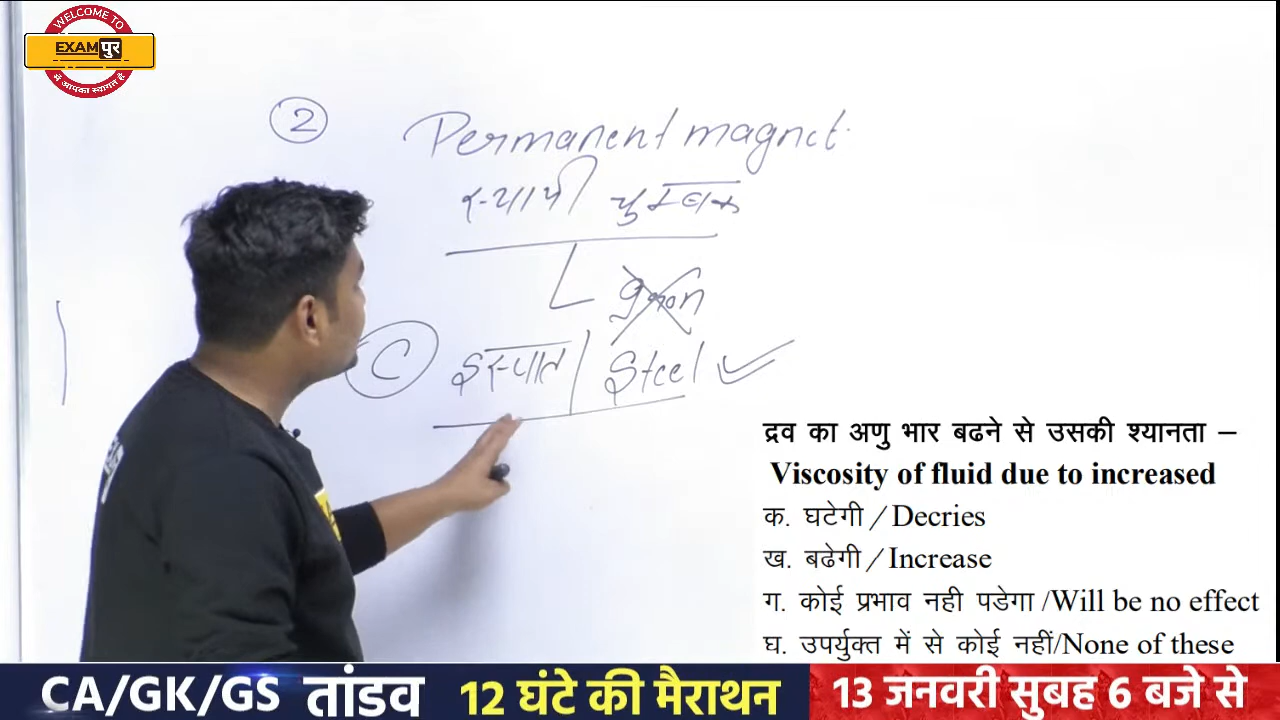 WELCOME TO
EXAMपुर
में आपका स्वागत है
2 Permanent magnet
स्थायी चुम्बक
C इस्पात / Steel ✓
द्रव का अणु भार बढने से उसकी श्यानता –
Viscosity of fluid due to increased
क. घटेगी / Decries
ख. बढेगी / Increase
ग. कोई प्रभाव नही पडेगा /Will be no effect
घ. उपर्युक्त में से कोई नहीं/None of these
CA/GK/GS तांडव 12 घंटे की मैराथन 13 जनवरी सुबह 6 बजे से